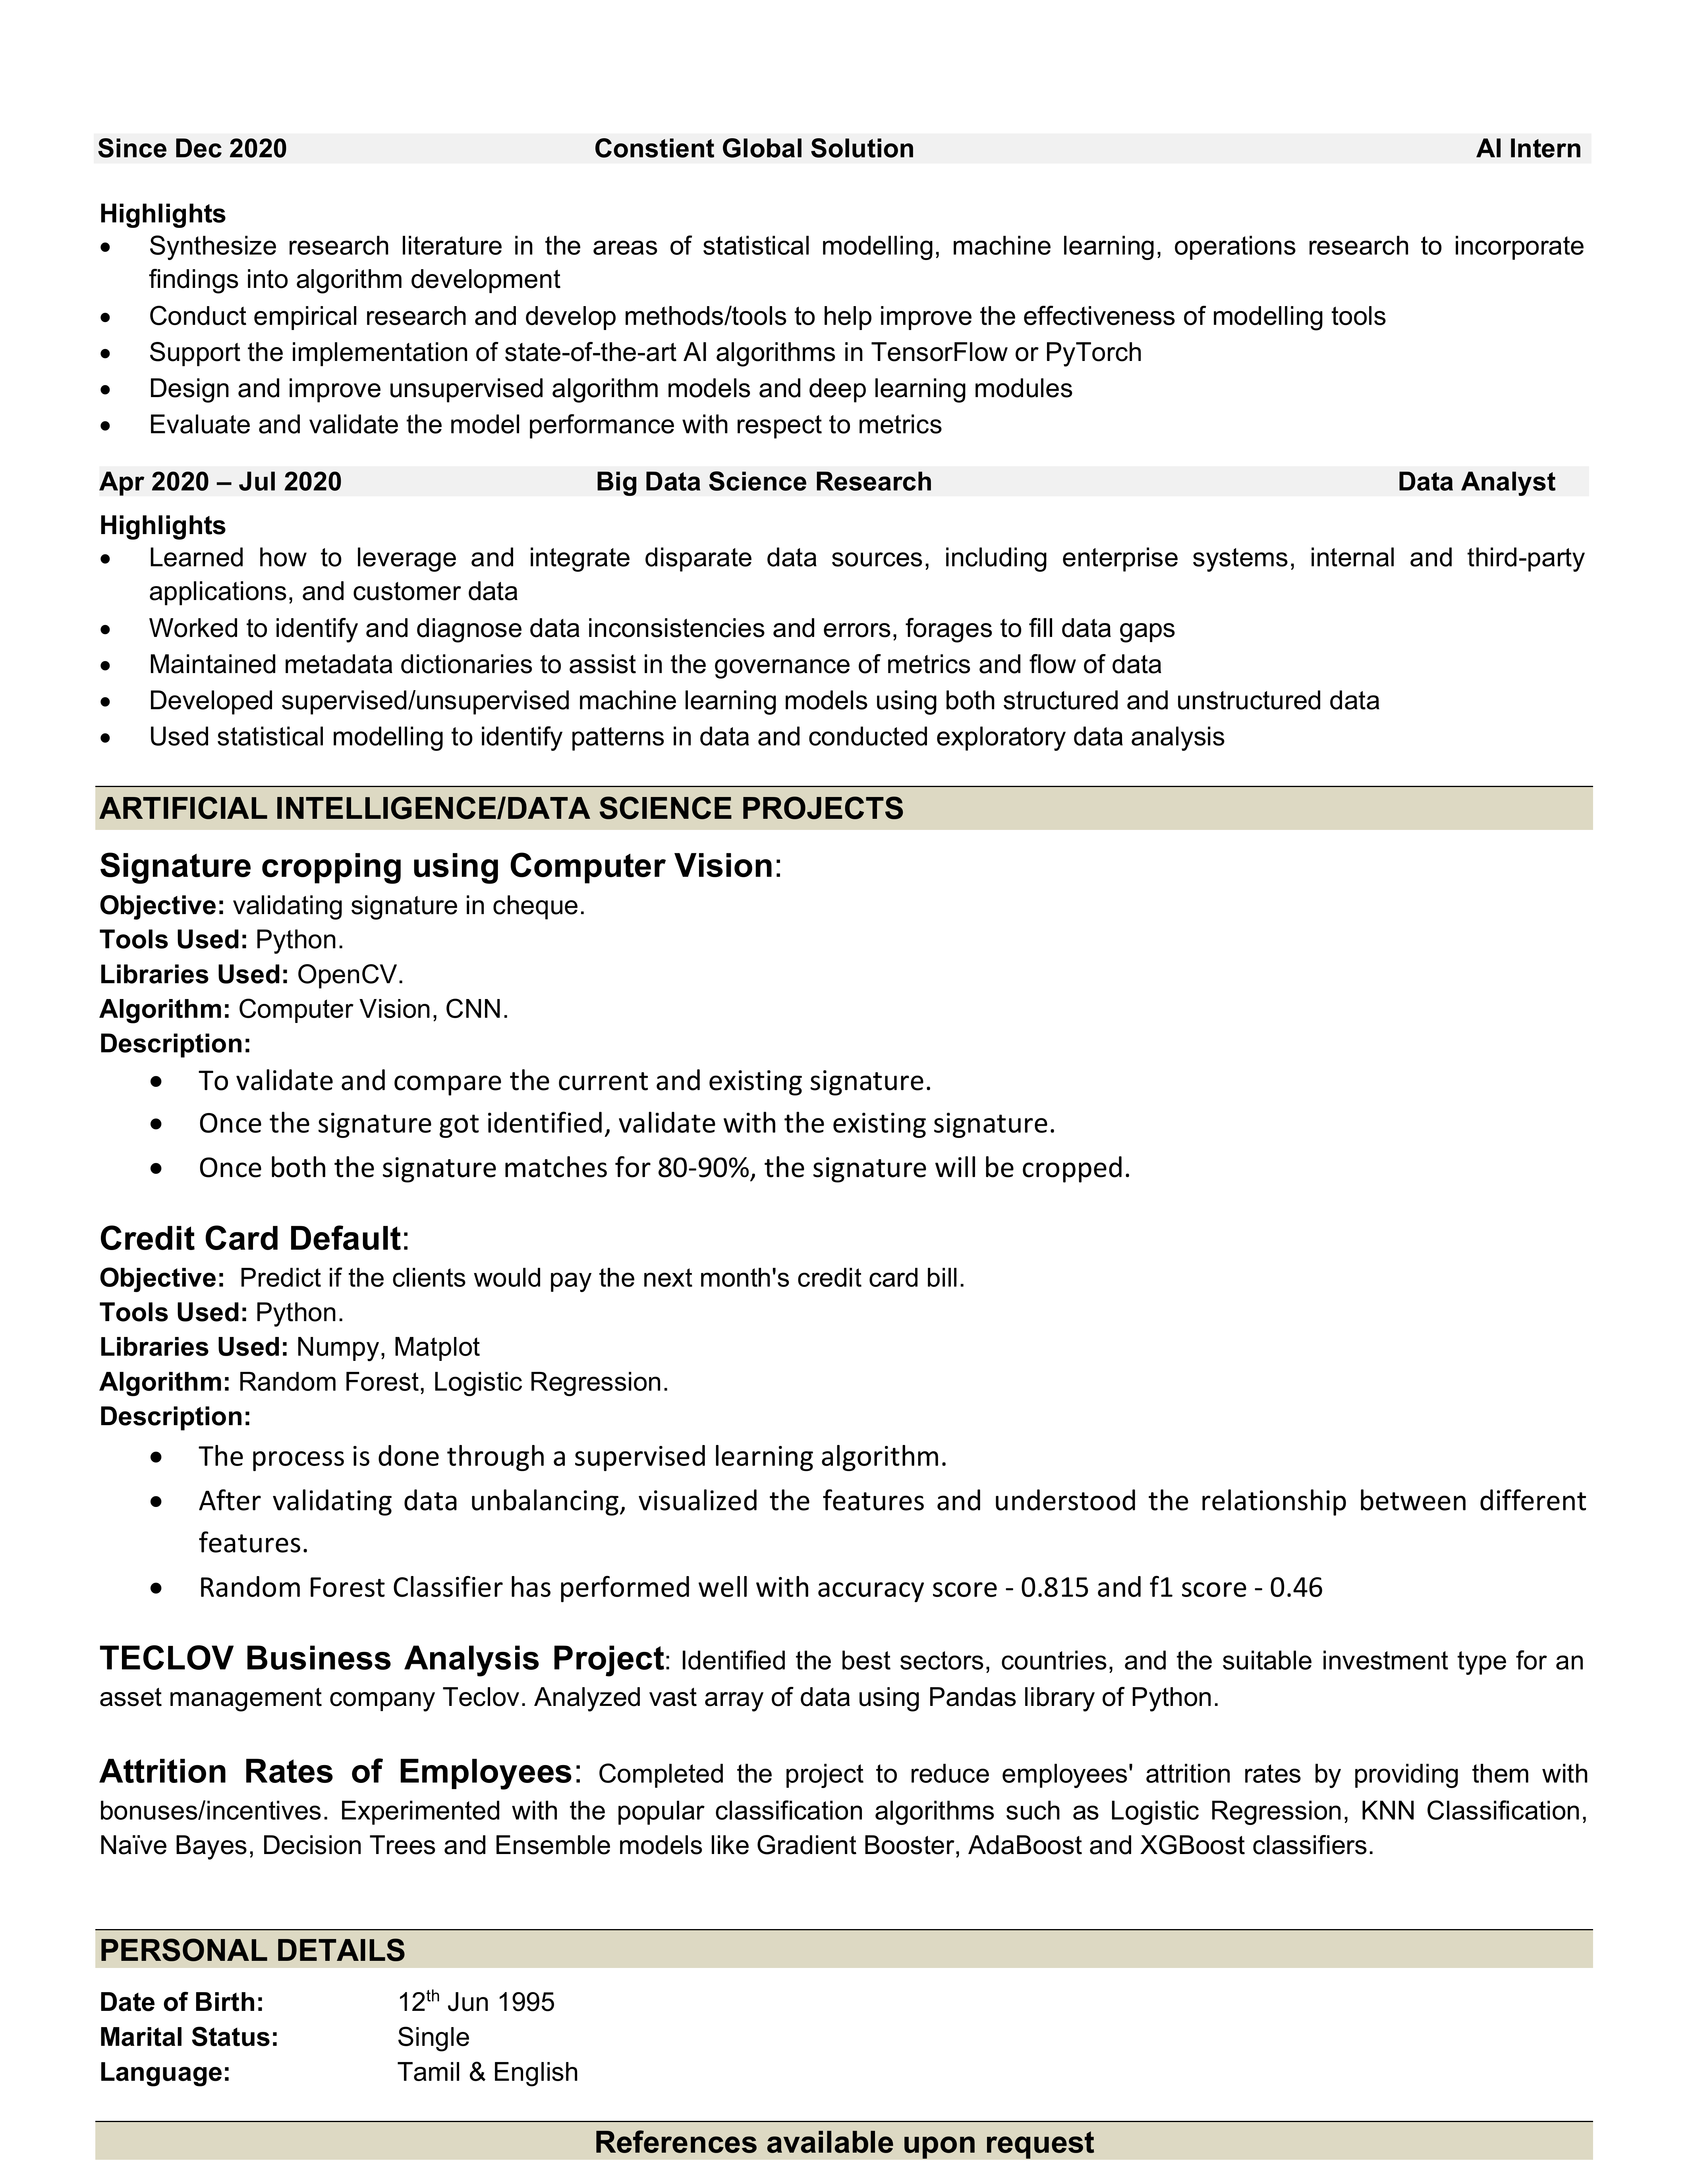 Since Dec 2020 Constient Global Solution AI Intern
Highlights
• Synthesize research literature in the areas of statistical modelling, machine learning, operations research to incorporate
findings into algorithm development
• Conduct empirical research and develop methods/tools to help improve the effectiveness of modelling tools
• Support the implementation of state-of-the-art AI algorithms in TensorFlow or PyTorch
• Design and improve unsupervised algorithm models and deep learning modules
• Evaluate and validate the model performance with respect to metrics
Apr 2020 – Jul 2020 Big Data Science Research Data Analyst
Highlights
• Learned how to leverage and integrate disparate data sources, including enterprise systems, internal and third-party
applications, and customer data
• Worked to identify and diagnose data inconsistencies and errors, forages to fill data gaps
• Maintained metadata dictionaries to assist in the governance of metrics and flow of data
• Developed supervised/unsupervised machine learning models using both structured and unstructured data
• Used statistical modelling to identify patterns in data and conducted exploratory data analysis
ARTIFICIAL INTELLIGENCE/DATA SCIENCE PROJECTS
Signature cropping using Computer Vision:
Objective: validating signature in cheque.
Tools Used: Python.
Libraries Used: OpenCV.
Algorithm: Computer Vision, CNN.
Description:
• To validate and compare the current and existing signature.
• Once the signature got identified, validate with the existing signature.
• Once both the signature matches for 80-90%, the signature will be cropped.
Credit Card Default:
Objective: Predict if the clients would pay the next month's credit card bill.
Tools Used: Python.
Libraries Used: Numpy, Matplot
Algorithm: Random Forest, Logistic Regression.
Description:
• The process is done through a supervised learning algorithm.
• After validating data unbalancing, visualized the features and understood the relationship between different
features.
• Random Forest Classifier has performed well with accuracy score - 0.815 and f1 score - 0.46
TECLOV Business Analysis Project: Identified the best sectors, countries, and the suitable investment type for an
asset management company Teclov. Analyzed vast array of data using Pandas library of Python.
Attrition Rates of Employees: Completed the project to reduce employees' attrition rates by providing them with
bonuses/incentives. Experimented with the popular classification algorithms such as Logistic Regression, KNN Classification,
Naïve Bayes, Decision Trees and Ensemble models like Gradient Booster, AdaBoost and XGBoost classifiers.
PERSONAL DETAILS
Date of Birth: 12th Jun 1995
Marital Status: Single
Language: Tamil & English
References available upon request